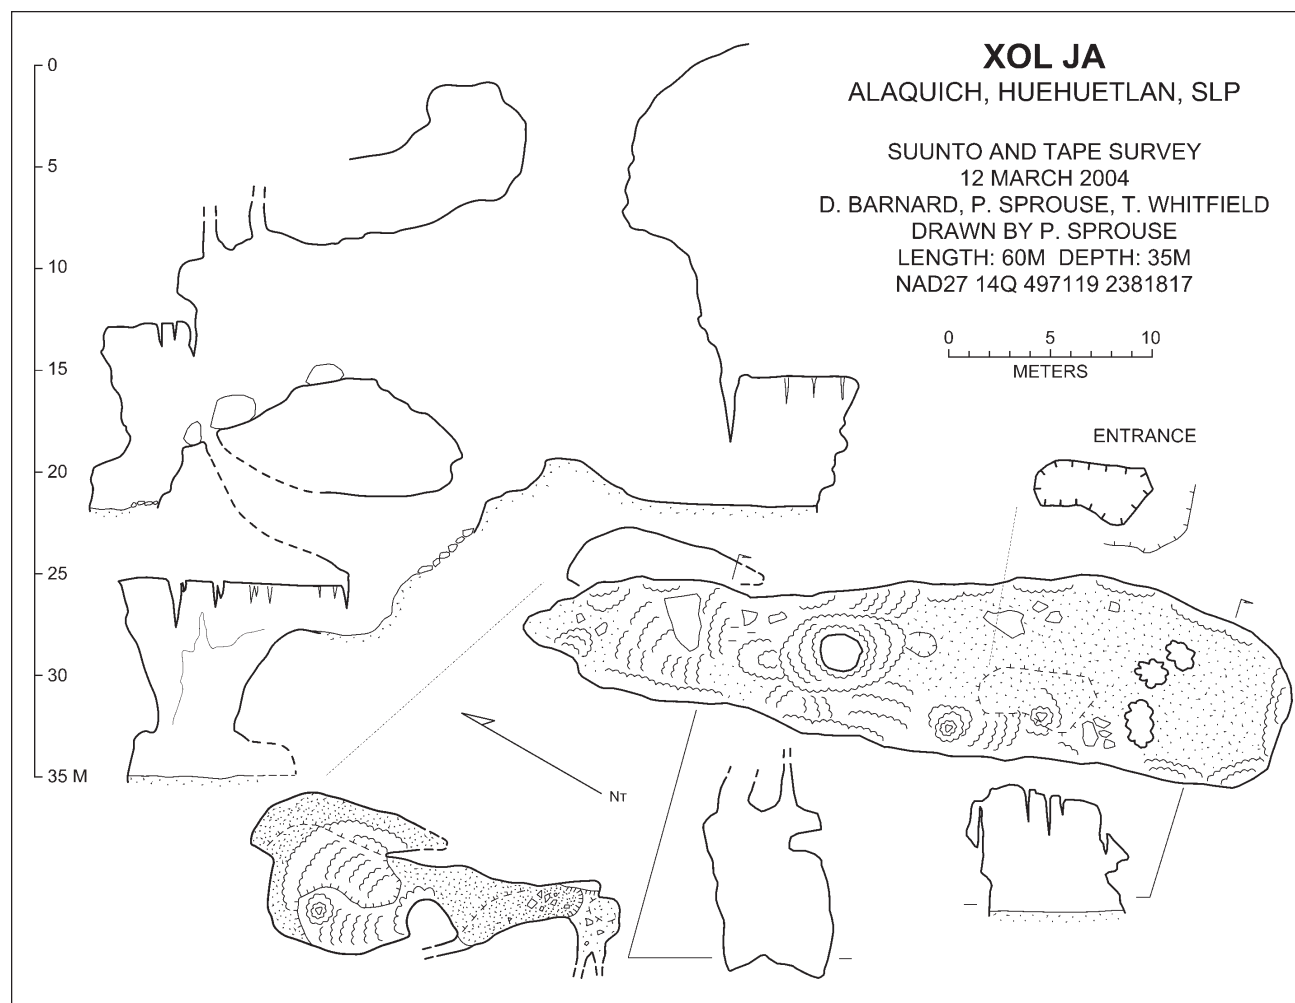 XOL JA
ALAQUICH, HUEHUETLAN, SLP
SUUNTO AND TAPE SURVEY
12 MARCH 2004
D. BARNARD, P. SPROUSE, T. WHITFIELD
DRAWN BY P. SPROUSE
LENGTH: 60M DEPTH: 35M
NAD27 14Q 497119 2381817
0 5 10
METERS
ENTRANCE
0
5
10
15
20
25
30
35 M
NT